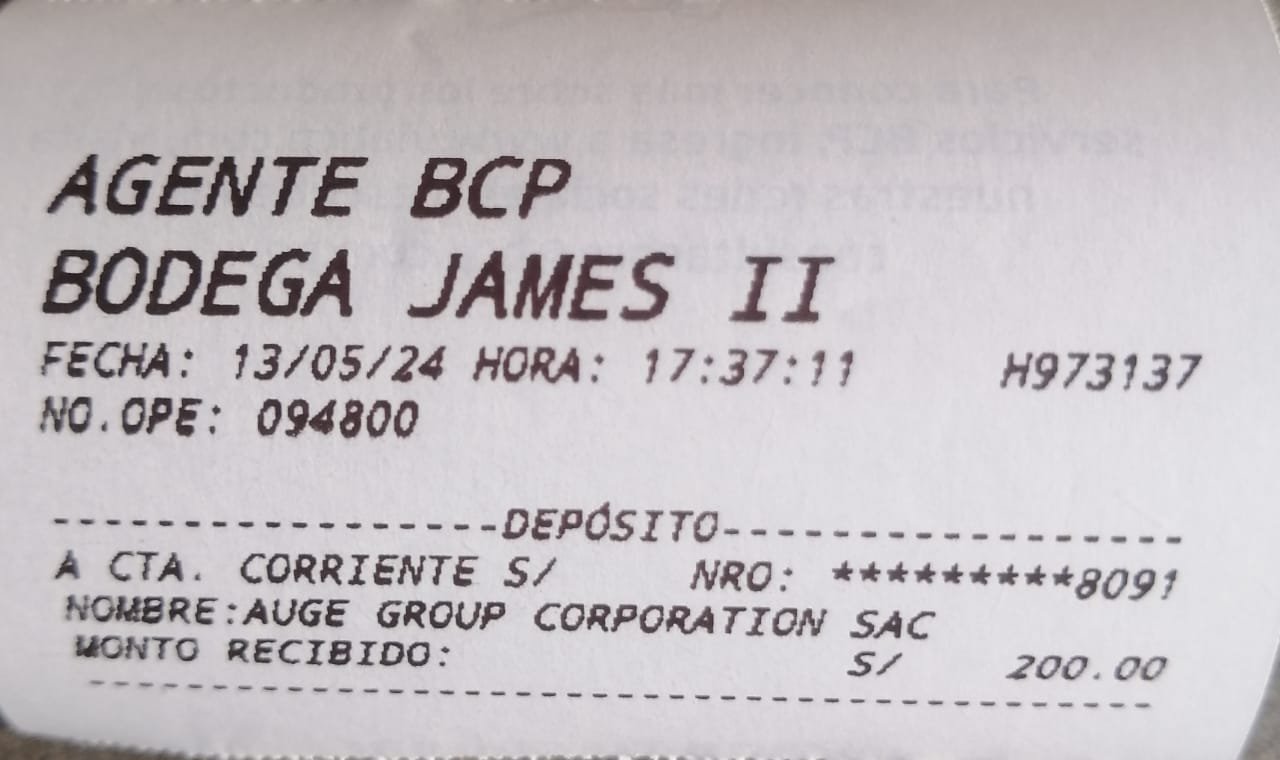 AGENTE BCP
BODEGA JAMES II
FECHA: 13/05/24 HORA: 17:37:11 H973137
NO.OPE: 094800
------------------DEPÓSITO-------------------
A CTA. CORRIENTE S/ NRO: *********8091
NOMBRE:AUGE GROUP CORPORATION SAC
MONTO RECIBIDO: S/ 200.00
---------------------------------------------